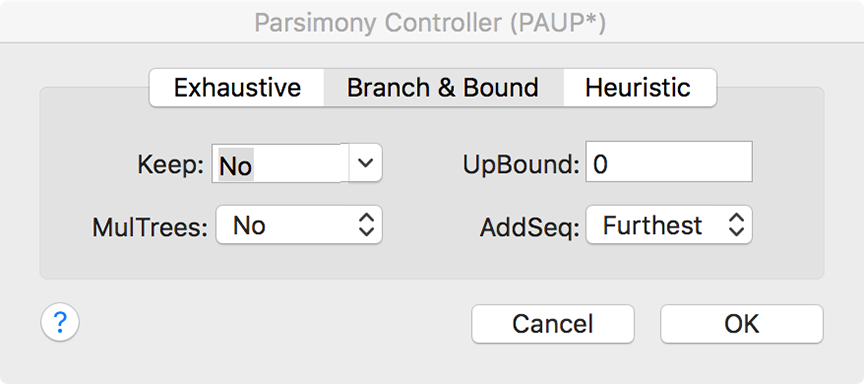 Parsimony Controller (PAUP*)
Exhaustive Branch & Bound Heuristic
Keep: No UpBound: 0
MulTrees: No AddSeq: Furthest
? Cancel OK